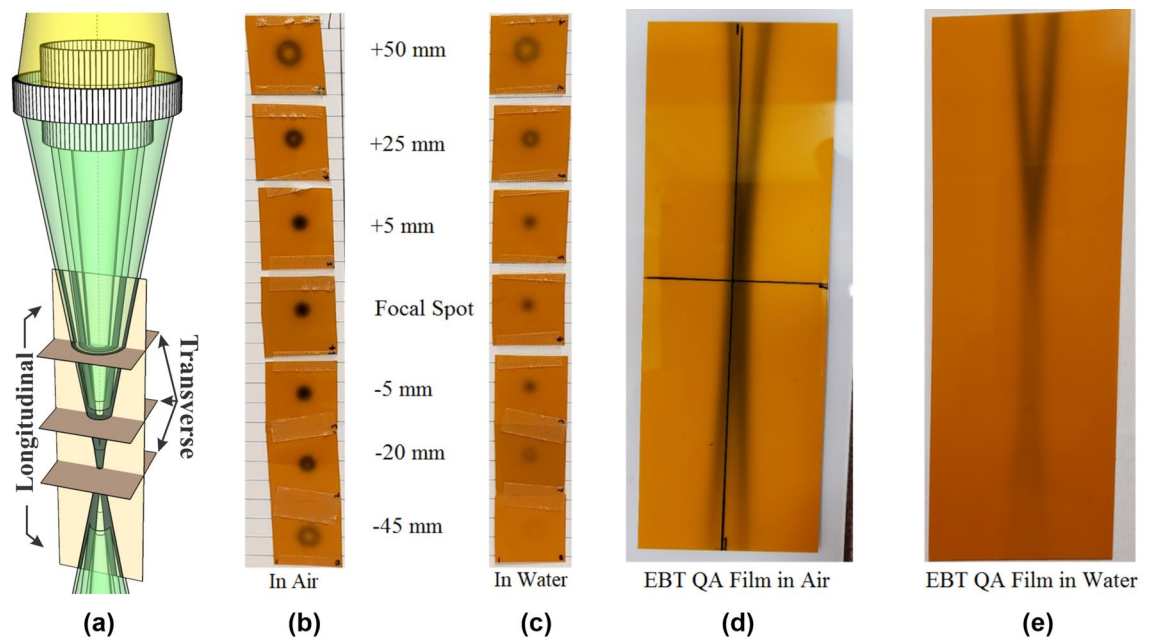 Longitudinal
Transverse
+50 mm
+25 mm
+5 mm
Focal Spot
-5 mm
-20 mm
-45 mm
In Air
In Water
EBT QA Film in Air
EBT QA Film in Water
(a)
(b)
(c)
(d)
(e)